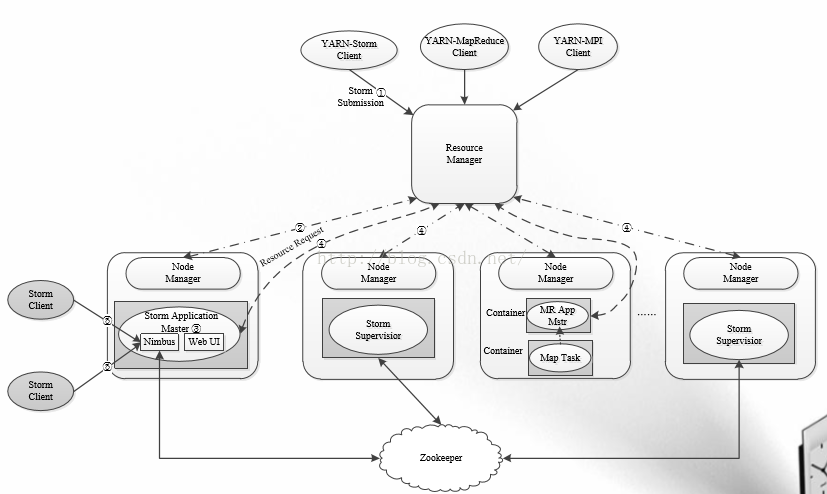 YARN-Storm
Client
YARN-MapReduce
Client
YARN-MPI
Client
Storm ①
Submission
Resource
Manager
②
Resource Request
④
④
④
http://blog.csdn.net/
Node
Manager
Node
Manager
Node
Manager
Node
Manager
Storm
Client
Storm Application
Master ③
Nimbus
Web UI
⑤
⑤
Storm
Client
Storm
Supervisior
Container
MR App
Mstr
Container
Map Task
......
Storm
Supervisior
Zookeeper